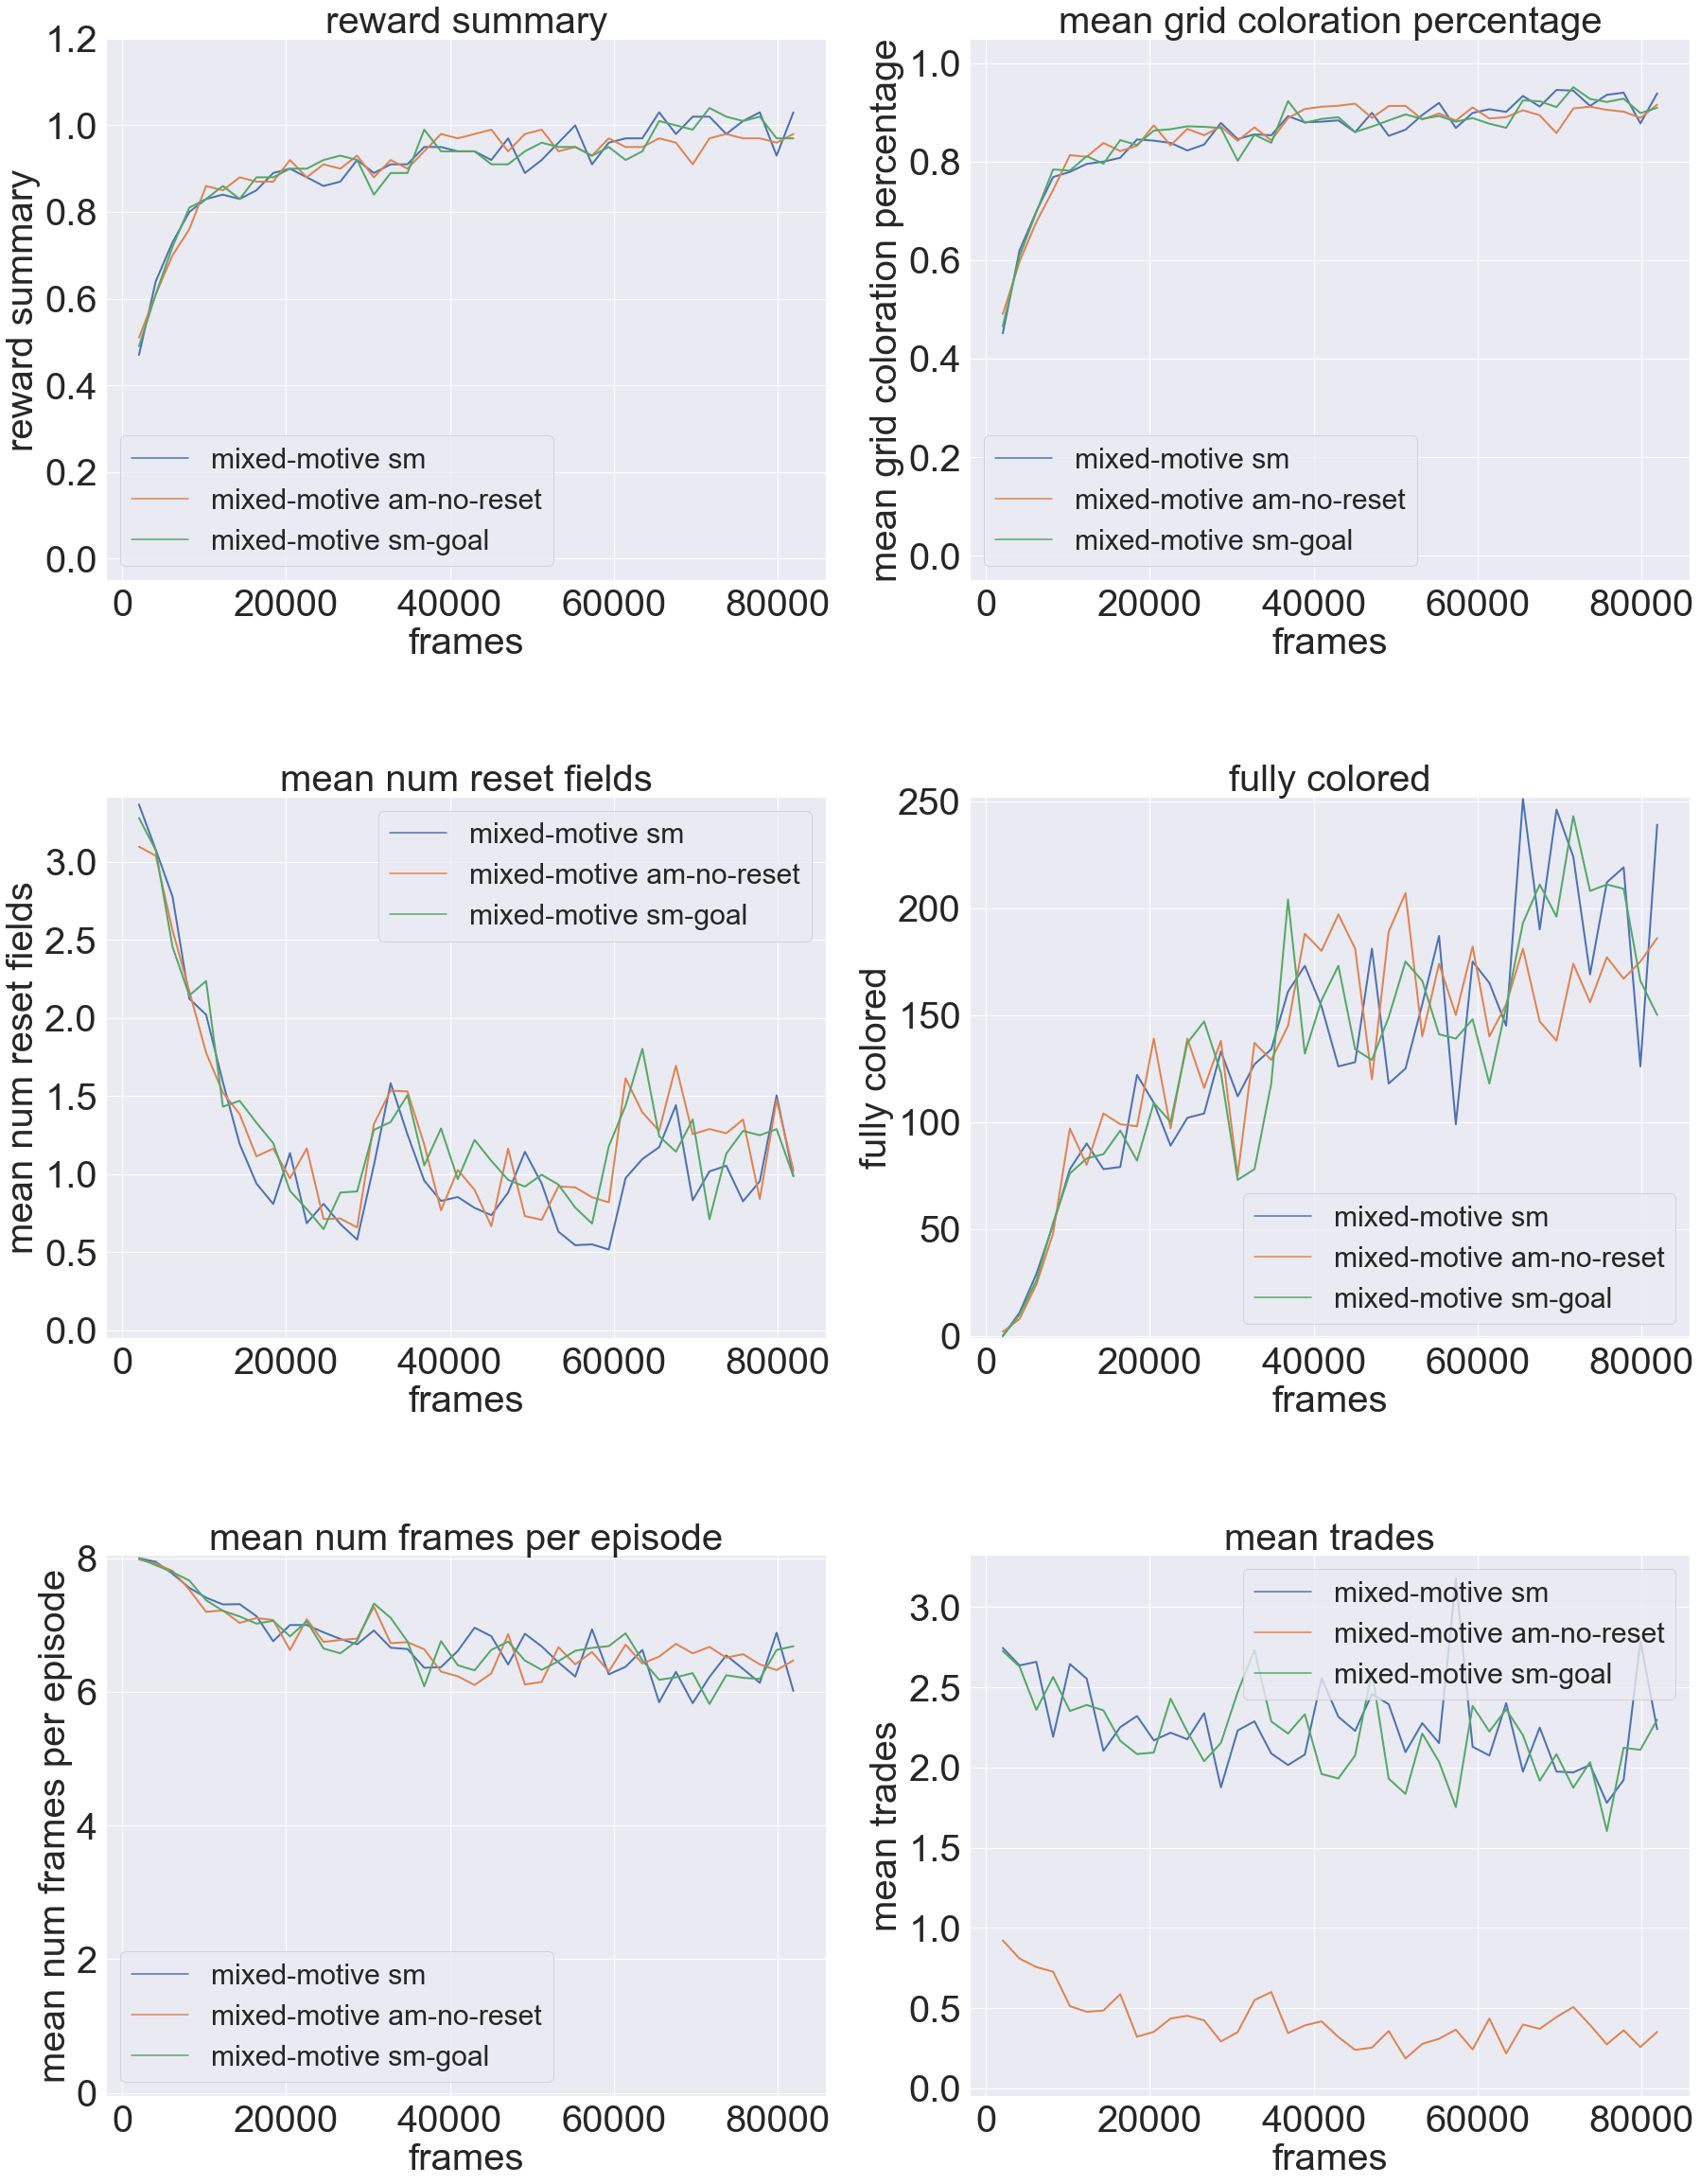 reward summary
1.2
1.0
0.8
0.6
0.4
0.2
0.0
reward summary
mixed-motive sm
mixed-motive am-no-reset
mixed-motive sm-goal
0 20000 40000 60000 80000
frames
mean grid coloration percentage
1.0
0.8
0.6
0.4
0.2
0.0
mean grid coloration percentage
mixed-motive sm
mixed-motive am-no-reset
mixed-motive sm-goal
0 20000 40000 60000 80000
frames
mean num reset fields
3.0
2.5
2.0
1.5
1.0
0.5
0.0
mean num reset fields
mixed-motive sm
mixed-motive am-no-reset
mixed-motive sm-goal
0 20000 40000 60000 80000
frames
fully colored
250
200
150
100
50
0
fully colored
mixed-motive sm
mixed-motive am-no-reset
mixed-motive sm-goal
0 20000 40000 60000 80000
frames
mean num frames per episode
8
6
4
2
0
mean num frames per episode
mixed-motive sm
mixed-motive am-no-reset
mixed-motive sm-goal
0 20000 40000 60000 80000
frames
mean trades
3.0
2.5
2.0
1.5
1.0
0.5
0.0
mean trades
mixed-motive sm
mixed-motive am-no-reset
mixed-motive sm-goal
0 20000 40000 60000 80000
frames